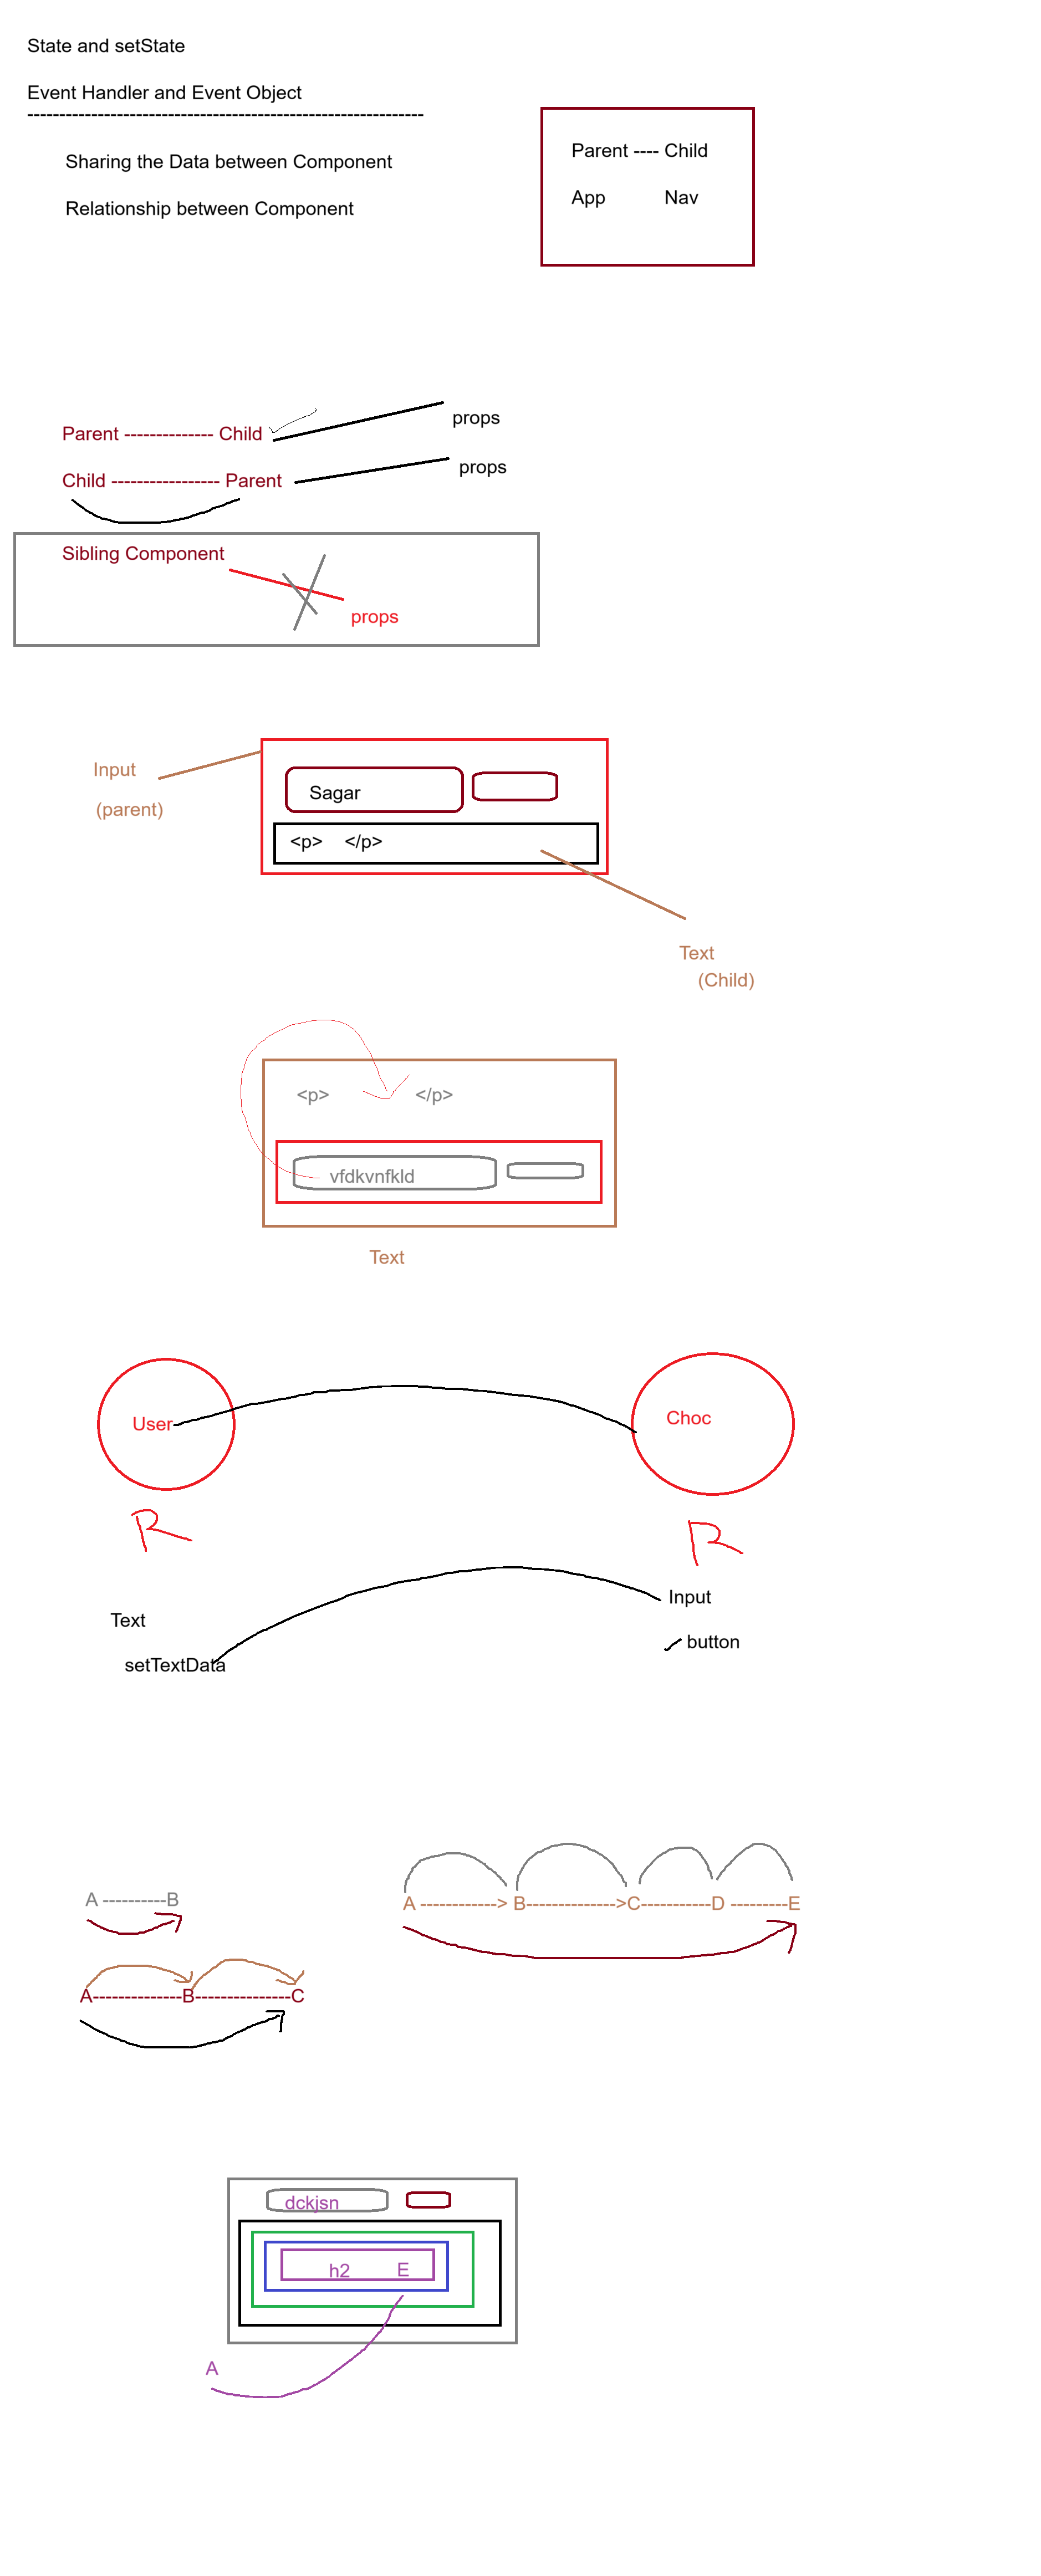 State and setState
Event Handler and Event Object
--------------------------------------------------------------
Sharing the Data between Component
Relationship between Component
Parent ---- Child
App Nav
Parent -------------- Child
props
Child ----------------- Parent
props
Sibling Component
props
Input
(parent)
Sagar
<p> </p>
Text
(Child)
<p> </p>
vfdkvnfkld
Text
User
Choc
R
R
Text
setTextData
Input
button
A ----------B
A ------------> B-------------->C-----------D ---------E
A--------------B---------------C
dckjsn
h2 E
A